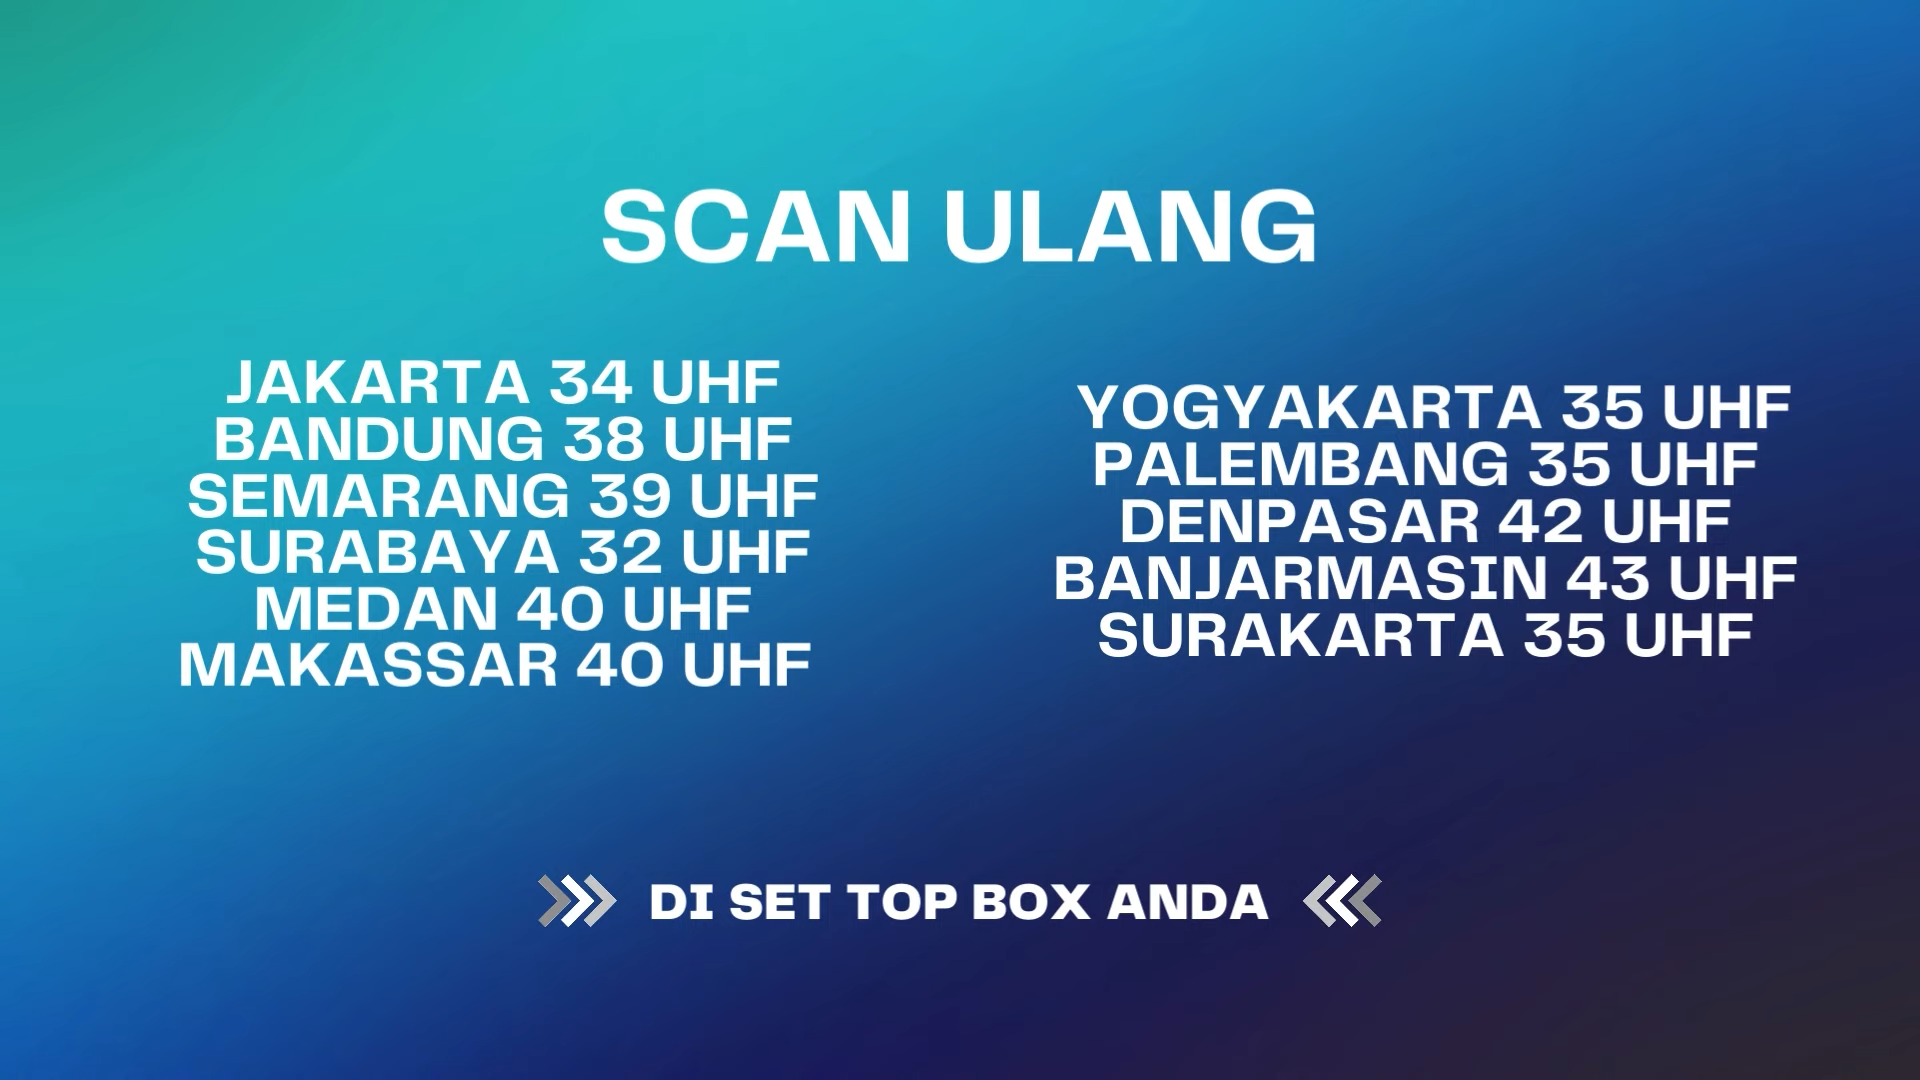 SCAN ULANG
JAKARTA 34 UHF
BANDUNG 38 UHF
SEMARANG 39 UHF
SURABAYA 32 UHF
MEDAN 40 UHF
MAKASSAR 40 UHF
YOGYAKARTA 35 UHF
PALEMBANG 35 UHF
DENPASAR 42 UHF
BANJARMASIN 43 UHF
SURAKARTA 35 UHF
DI SET TOP BOX ANDA